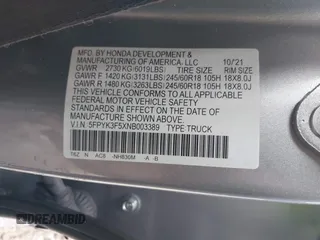 MFD. BY HONDA DEVELOPMENT &
MANUFACTURING OF AMERICA, LLC 10/21
GVWR 2730 KG(6019LBS) TIRE SIZE RIM SIZE
GAWR F 1420 KG(3131LBS) 245/60R18 105H 18X8.0J
GAWR R 1480 KG(3263LBS) 245/60R18 105H 18X8.0J
THIS VEHICLE CONFORMS TO ALL APPLICABLE
FEDERAL MOTOR VEHICLE SAFETY STANDARDS
IN EFFECT ON THE DATE OF MANUFACTURE
SHOWN ABOVE.
V.I.N.: 5FPYK3F5XNB003389 TYPE:TRUCK
T6Z N AC8 NH830M -A -B
DREAMBID